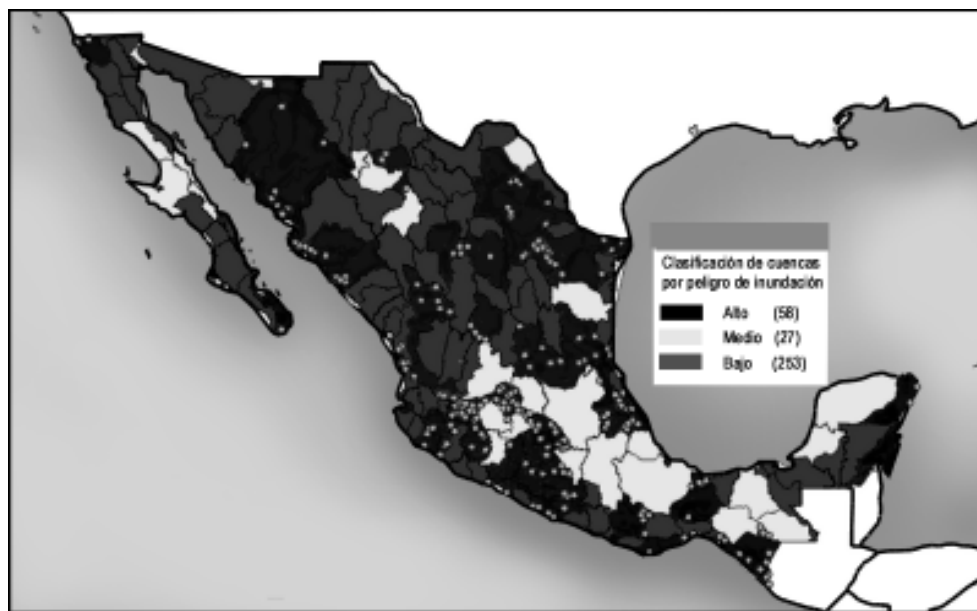 Clasificación de cuencas
por peligro de inundación
Alto (58)
Medio (27)
Bajo (253)